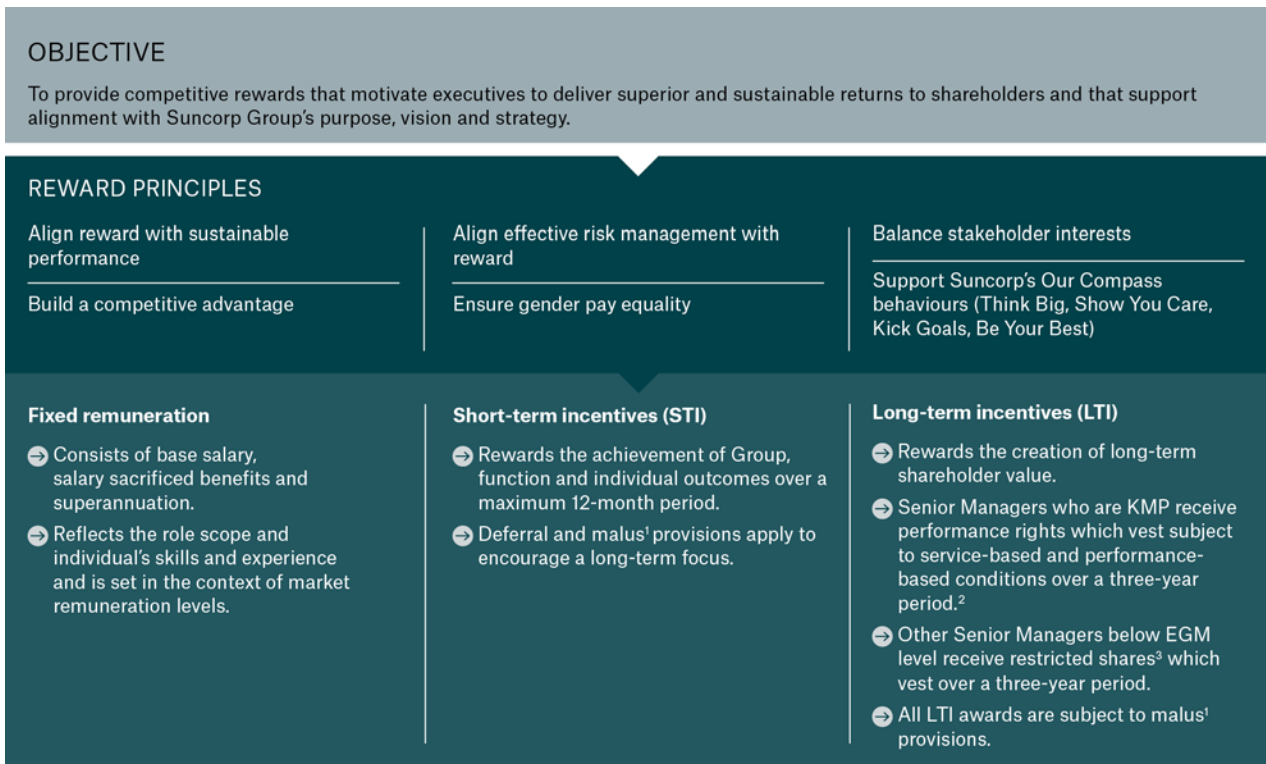 OBJECTIVE
To provide competitive rewards that motivate executives to deliver superior and sustainable returns to shareholders and that support
alignment with Suncorp Group’s purpose, vision and strategy.
REWARD PRINCIPLES
Align reward with sustainable
performance
Build a competitive advantage
Align effective risk management with
reward
Ensure gender pay equality
Balance stakeholder interests
Support Suncorp’s Our Compass
behaviours (Think Big, Show You Care,
Kick Goals, Be Your Best)
Fixed remuneration
Consists of base salary,
salary sacrificed benefits and
superannuation.
Reflects the role scope and
individual’s skills and experience
and is set in the context of market
remuneration levels.
Short-term incentives (STI)
Rewards the achievement of Group,
function and individual outcomes over a
maximum 12-month period.
Deferral and malus¹ provisions apply to
encourage a long-term focus.
Long-term incentives (LTI)
Rewards the creation of long-term
shareholder value.
Senior Managers who are KMP receive
performance rights which vest subject
to service-based and performance-
based conditions over a three-year
period.²
Other Senior Managers below EGM
level receive restricted shares³ which
vest over a three-year period.
All LTI awards are subject to malus¹
provisions.